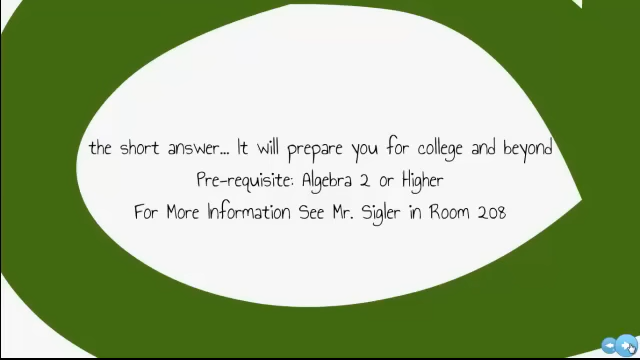 the short answer... It will prepare you for college and beyond
Pre-requisite: Algebra 2 or Higher
For More Information See Mr. Sigler in Room 208